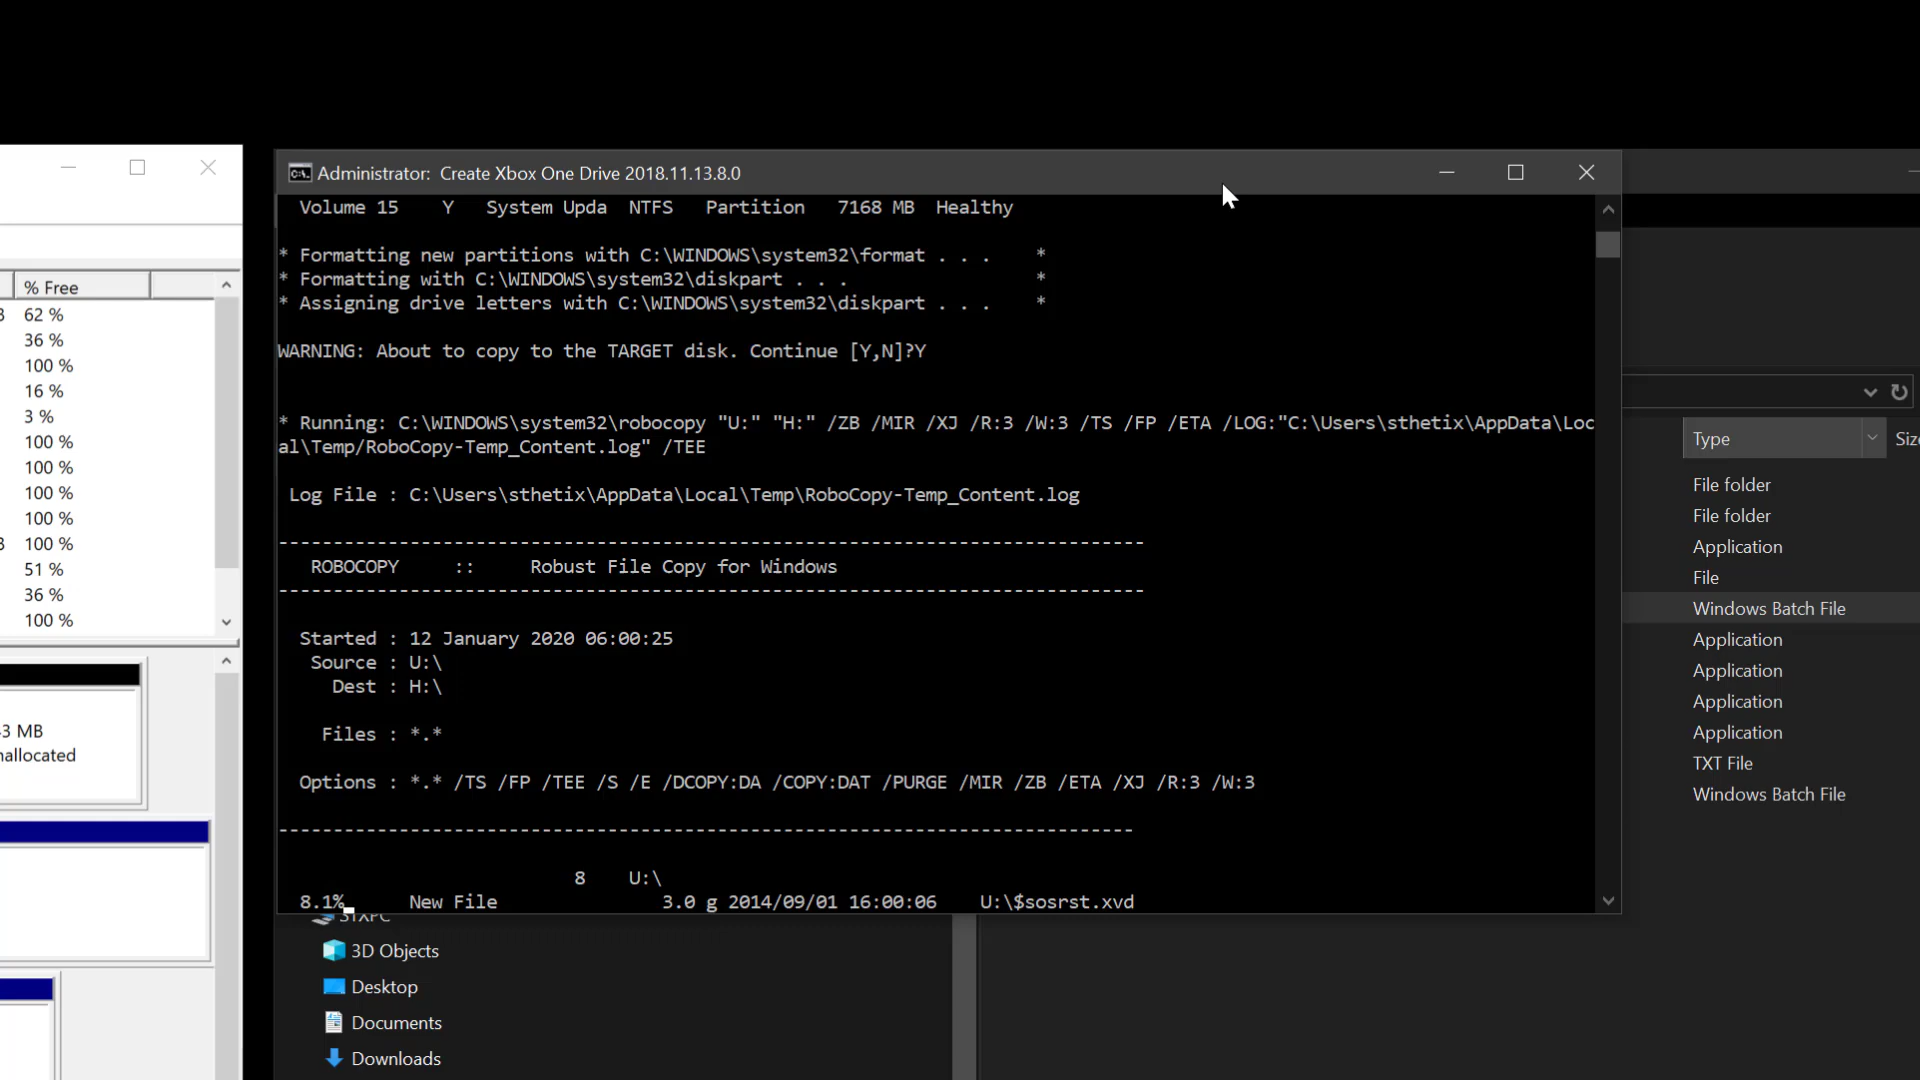 Administrator: Create Xbox One Drive 2018.11.13.8.0
Volume 15 Y System Upda NTFS Partition 7168 MB Healthy
* Formatting new partitions with C:\WINDOWS\system32\format . . . *
* Formatting with C:\WINDOWS\system32\diskpart . . . *
* Assigning drive letters with C:\WINDOWS\system32\diskpart . . . *
WARNING: About to copy to the TARGET disk. Continue [Y,N]?Y
* Running: C:\WINDOWS\system32\robocopy "U:" "H:" /ZB /MIR /XJ /R:3 /W:3 /TS /FP /ETA /LOG:"C:\Users\sthetix\AppData\Loc
al\Temp/RoboCopy-Temp_Content.log" /TEE
Log File : C:\Users\sthetix\AppData\Local\Temp\RoboCopy-Temp_Content.log
-------------------------------------------------------------------------------
ROBOCOPY :: Robust File Copy for Windows
-------------------------------------------------------------------------------
Started : 12 January 2020 06:00:25
Source : U:\
Dest : H:\
Files : *.*
Options : *.* /TS /FP /TEE /S /E /DCOPY:DA /COPY:DAT /PURGE /MIR /ZB /ETA /XJ /R:3 /W:3
------------------------------------------------------------------------------
8 U:\
8.1% New File 3.0 g 2014/09/01 16:00:06 U:\$sosrst.xvd
% Free
62 %
36 %
100 %
16 %
3 %
100 %
100 %
100 %
100 %
100 %
51 %
36 %
100 %
3 MB
allocated
3D Objects
Desktop
Documents
Downloads
Type
File folder
File folder
Application
File
Windows Batch File
Application
Application
Application
Application
TXT File
Windows Batch File